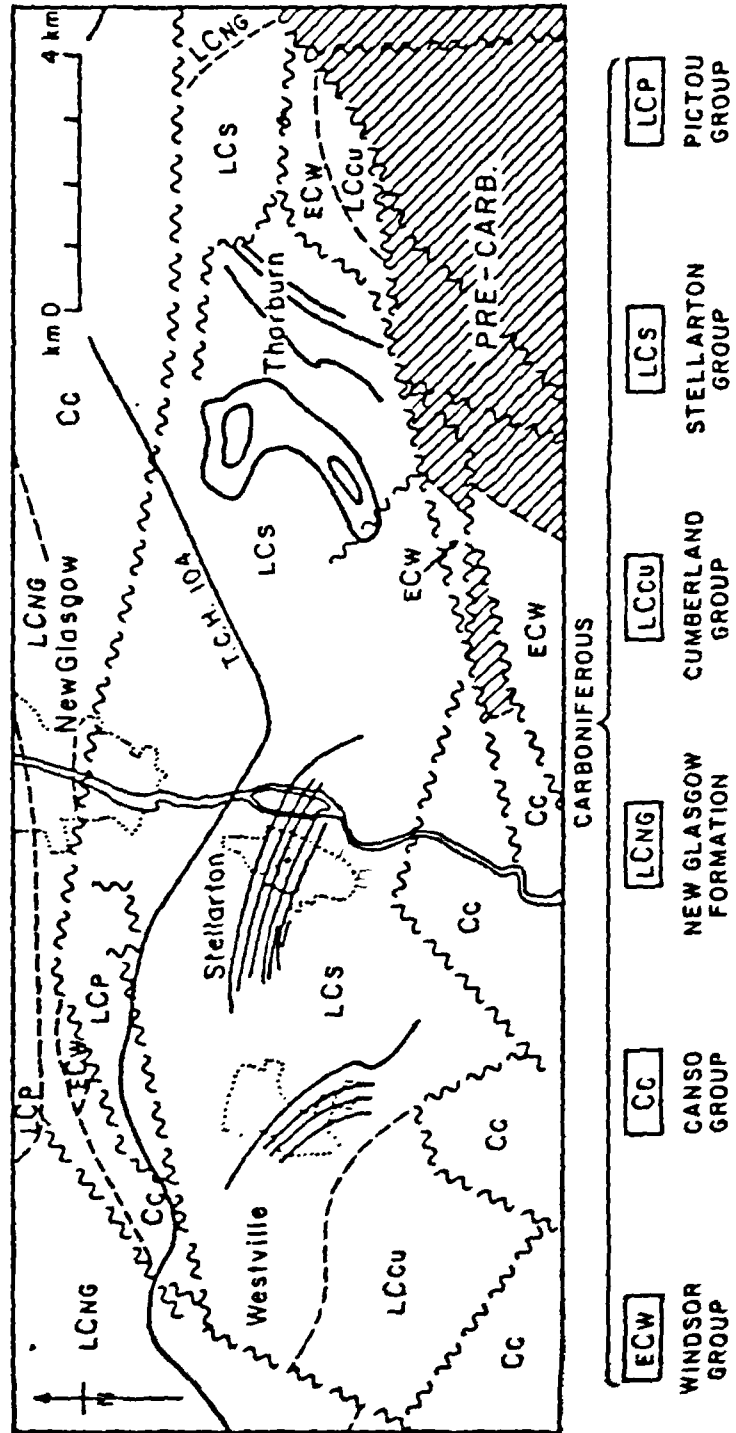 km 0 4 km
LCNG
LCP
LCNG
CC
LCNG
New Glasgow
ECW
LCP
CC
T.C.H. 104
LCS
Stellarton
Thorburn
LCS
ECW
LCCU
Westville
LCS
LCCU
CC
CC
CC
CC
ECW
ECW
PRE-CARB.
CARBONIFEROUS
ECW
CC
LCNG
LCCU
LCS
LCP
WINDSOR
GROUP
CANSO
GROUP
NEW GLASGOW
FORMATION
CUMBERLAND
GROUP
STELLARTON
GROUP
PICTOU
GROUP